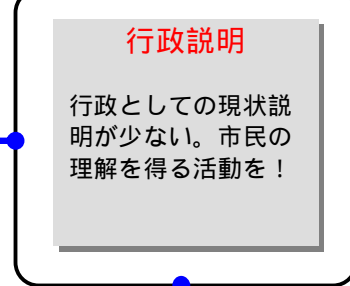 行政説明
行政としての現状説
明が少ない。市民の
理解を得る活動を！